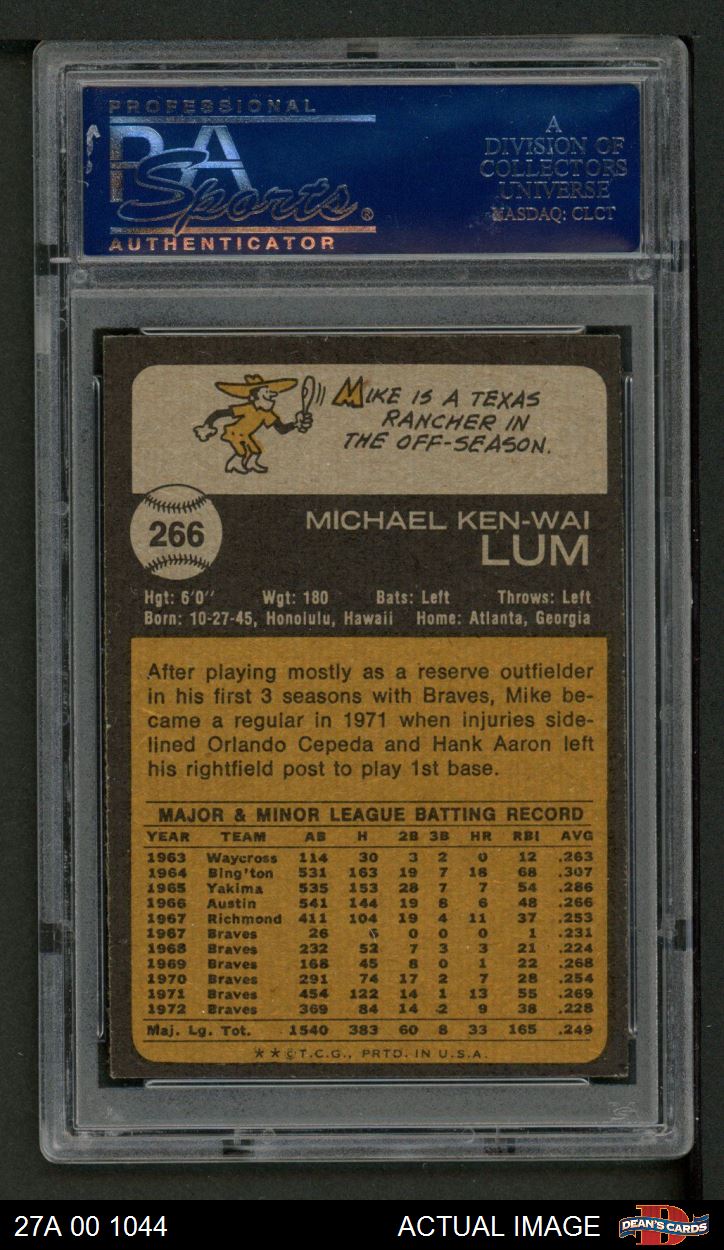 PROFESSIONAL
PSA
Sports®
AUTHENTICATOR
A
DIVISION OF
COLLECTORS
UNIVERSE
NASDAQ: CLCT
MIKE IS A TEXAS
RANCHER IN
THE OFF-SEASON.
266
MICHAEL KEN-WAI
LUM
Hgt: 6'0'' Wgt: 180 Bats: Left Throws: Left
Born: 10-27-45, Honolulu, Hawaii Home: Atlanta, Georgia
After playing mostly as a reserve outfielder
in his first 3 seasons with Braves, Mike be-
came a regular in 1971 when injuries side-
lined Orlando Cepeda and Hank Aaron left
his rightfield post to play 1st base.
MAJOR & MINOR LEAGUE BATTING RECORD
YEAR TEAM AB H 2B 3B HR RBI AVG
1963 Waycross 114 30 3 2 0 12 .263
1964 Bing'ton 531 163 19 7 18 68 .307
1965 Yakima 535 153 28 7 7 54 .286
1966 Austin 541 144 19 8 6 48 .266
1967 Richmond 411 104 19 4 11 37 .253
1967 Braves 26 6 0 0 0 1 .231
1968 Braves 232 52 7 3 3 21 .224
1969 Braves 168 45 8 0 1 22 .268
1970 Braves 291 74 17 2 7 28 .254
1971 Braves 454 122 14 1 13 55 .269
1972 Braves 369 84 14 2 9 38 .228
Maj. Lg. Tot. 1540 383 60 8 33 165 .249
**©T.C.G., PRTD. IN U.S.A.
27A 00 1044 ACTUAL IMAGE DEAN'S CARDS